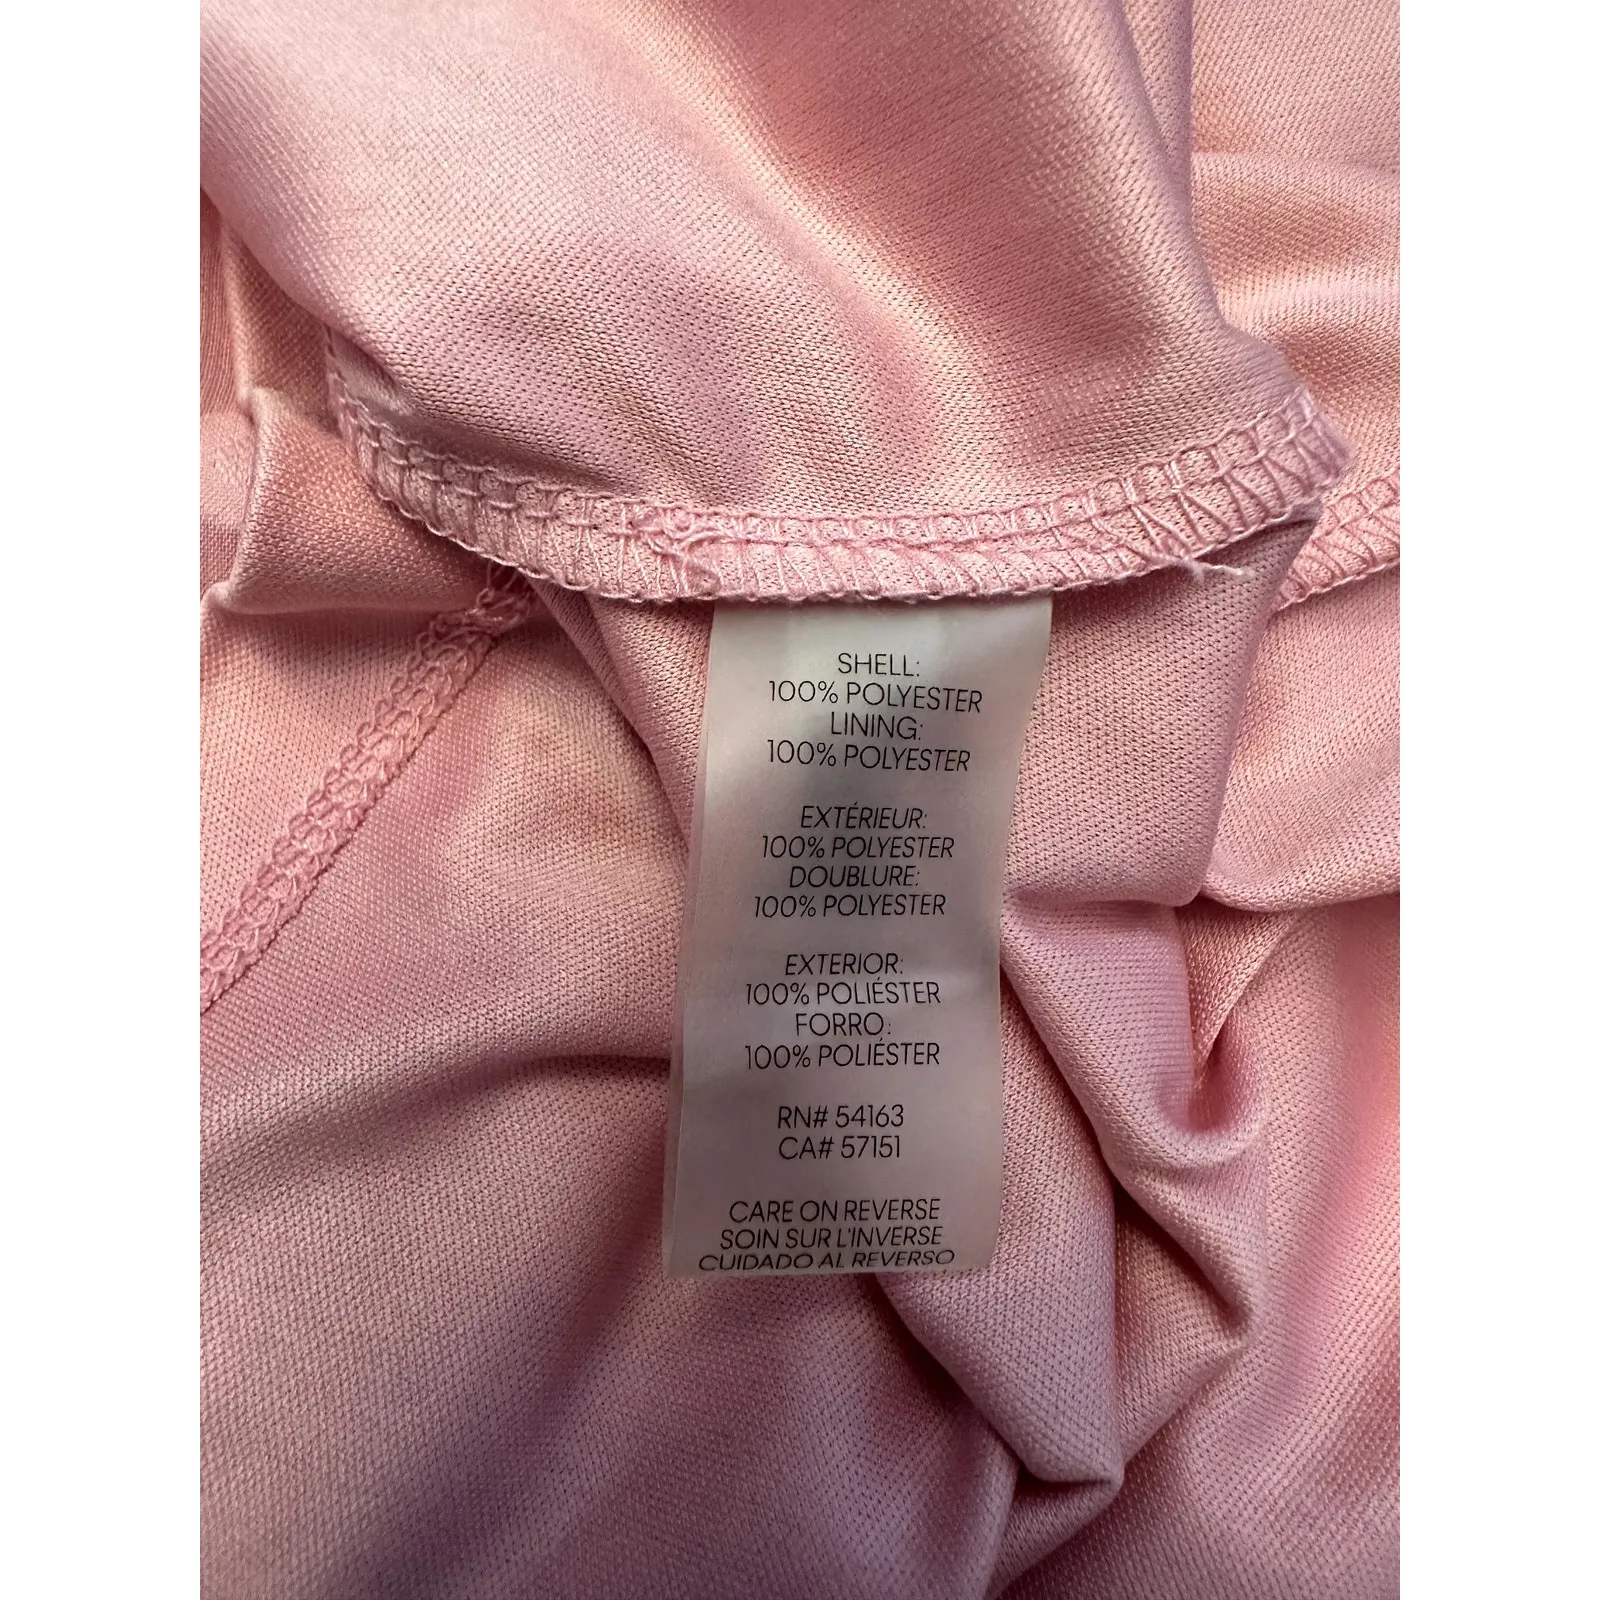 SHELL:
100% POLYESTER
LINING:
100% POLYESTER
EXTÉRIEUR:
100% POLYESTER
DOUBLURE:
100% POLYESTER
EXTERIOR:
100% POLIÉSTER
FORRO:
100% POLIÉSTER
RN# 54163
CA# 57151
CARE ON REVERSE
SOIN SUR L'INVERSE
CUIDADO AL REVERSO